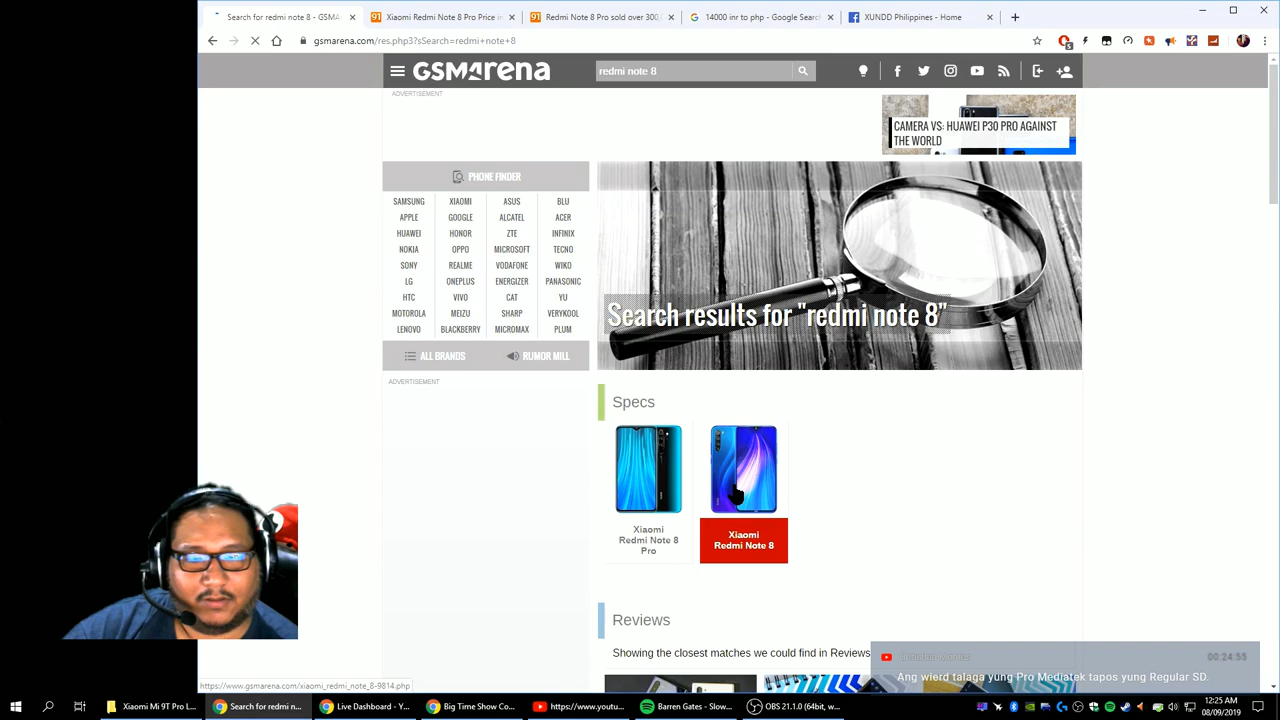 Search for redmi note 8 - GSMA
Xiaomi Redmi Note 8 Pro Price in
Redmi Note 8 Pro sold over 300,
14000 inr to php - Google Search
XUNDD Philippines - Home
gsmarena.com/res.php3?sSearch=redmi+note+8
GSMArena
redmi note 8
ADVERTISEMENT
CAMERA VS: HUAWEI P30 PRO AGAINST
THE WORLD
PHONE FINDER
SAMSUNG XIAOMI ASUS BLU
APPLE GOOGLE ALCATEL ACER
HUAWEI HONOR ZTE INFINIX
NOKIA OPPO MICROSOFT TECNO
SONY REALME VODAFONE WIKO
LG ONEPLUS ENERGIZER PANASONIC
HTC VIVO CAT YU
MOTOROLA MEIZU SHARP VERYKOOL
LENOVO BLACKBERRY MICROMAX PLUM
ALL BRANDS RUMOR MILL
ADVERTISEMENT
Search results for "redmi note 8"
Specs
Xiaomi
Redmi Note 8
Pro
Xiaomi
Redmi Note 8
Reviews
Showing the closest matches we could find in Reviews
00:24:55
Ang wierd talaga yung Pro Mediatek tapos yung Regular SD.
https://www.gsmarena.com/xiaomi_redmi_note_8-9814.php
Xiaomi Mi 9T Pro L...
Search for redmi n...
Live Dashboard - Y...
Big Time Show Co...
https://www.youtu...
Barren Gates - Slow...
OBS 21.1.0 (64bit, w...
12:25 AM
08/09/2019